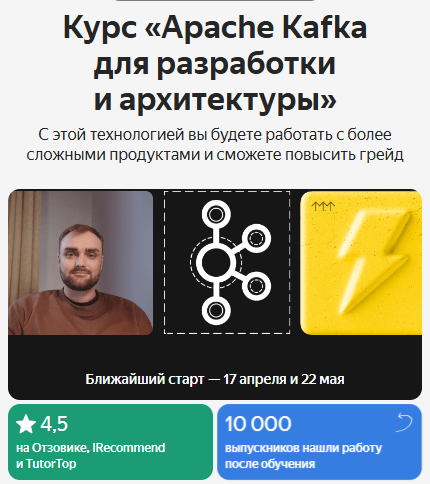 Курс «Apache Kafka
для разработки
и архитектуры»
С этой технологией вы будете работать с более
сложными продуктами и сможете повысить грейд
Ближайший старт — 17 апреля и 22 мая
4,5
на Отзовике, IRecommend
и TutorTop
10 000
выпускников нашли работу
после обучения